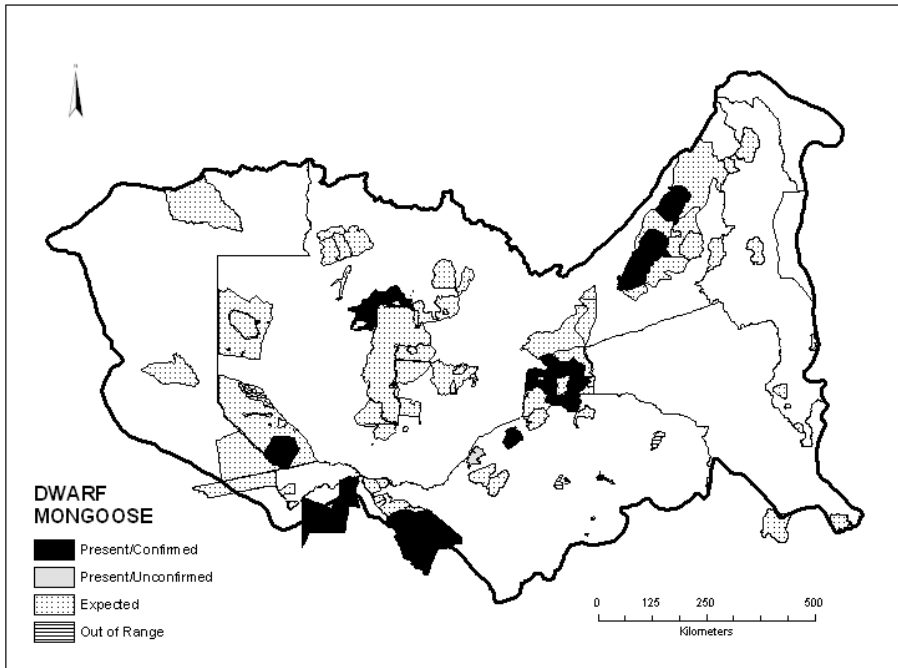 N
DWARF
MONGOOSE
Present/Confirmed
Present/Unconfirmed
Expected
Out of Range
0 125 250 500
Kilometers